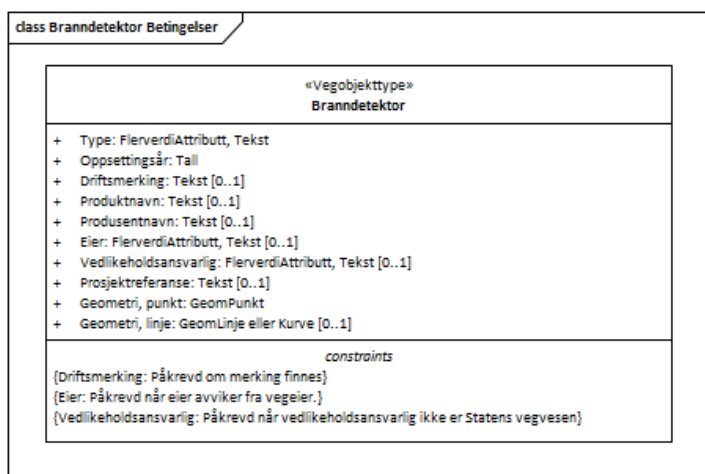 class Branndetektor Betingelser
«Vegobjekttype»
Branndetektor
+ Type: FlerverdiAttributt, Tekst
+ Oppsettingsår: Tall
+ Driftsmerking: Tekst [0..1]
+ Produktnavn: Tekst [0..1]
+ Produsentnavn: Tekst [0..1]
+ Eier: FlerverdiAttributt, Tekst [0..1]
+ Vedlikeholdsansvarlig: FlerverdiAttributt, Tekst [0..1]
+ Prosjektreferanse: Tekst [0..1]
+ Geometri, punkt: GeomPunkt
+ Geometri, linje: GeomLinje eller Kurve [0..1]
constraints
{Driftsmerking: Påkrevd om merking finnes}
{Eier: Påkrevd når eier avviker fra vegeier.}
{Vedlikeholdsansvarlig: Påkrevd når vedlikeholdsansvarlig ikke er Statens vegvesen}